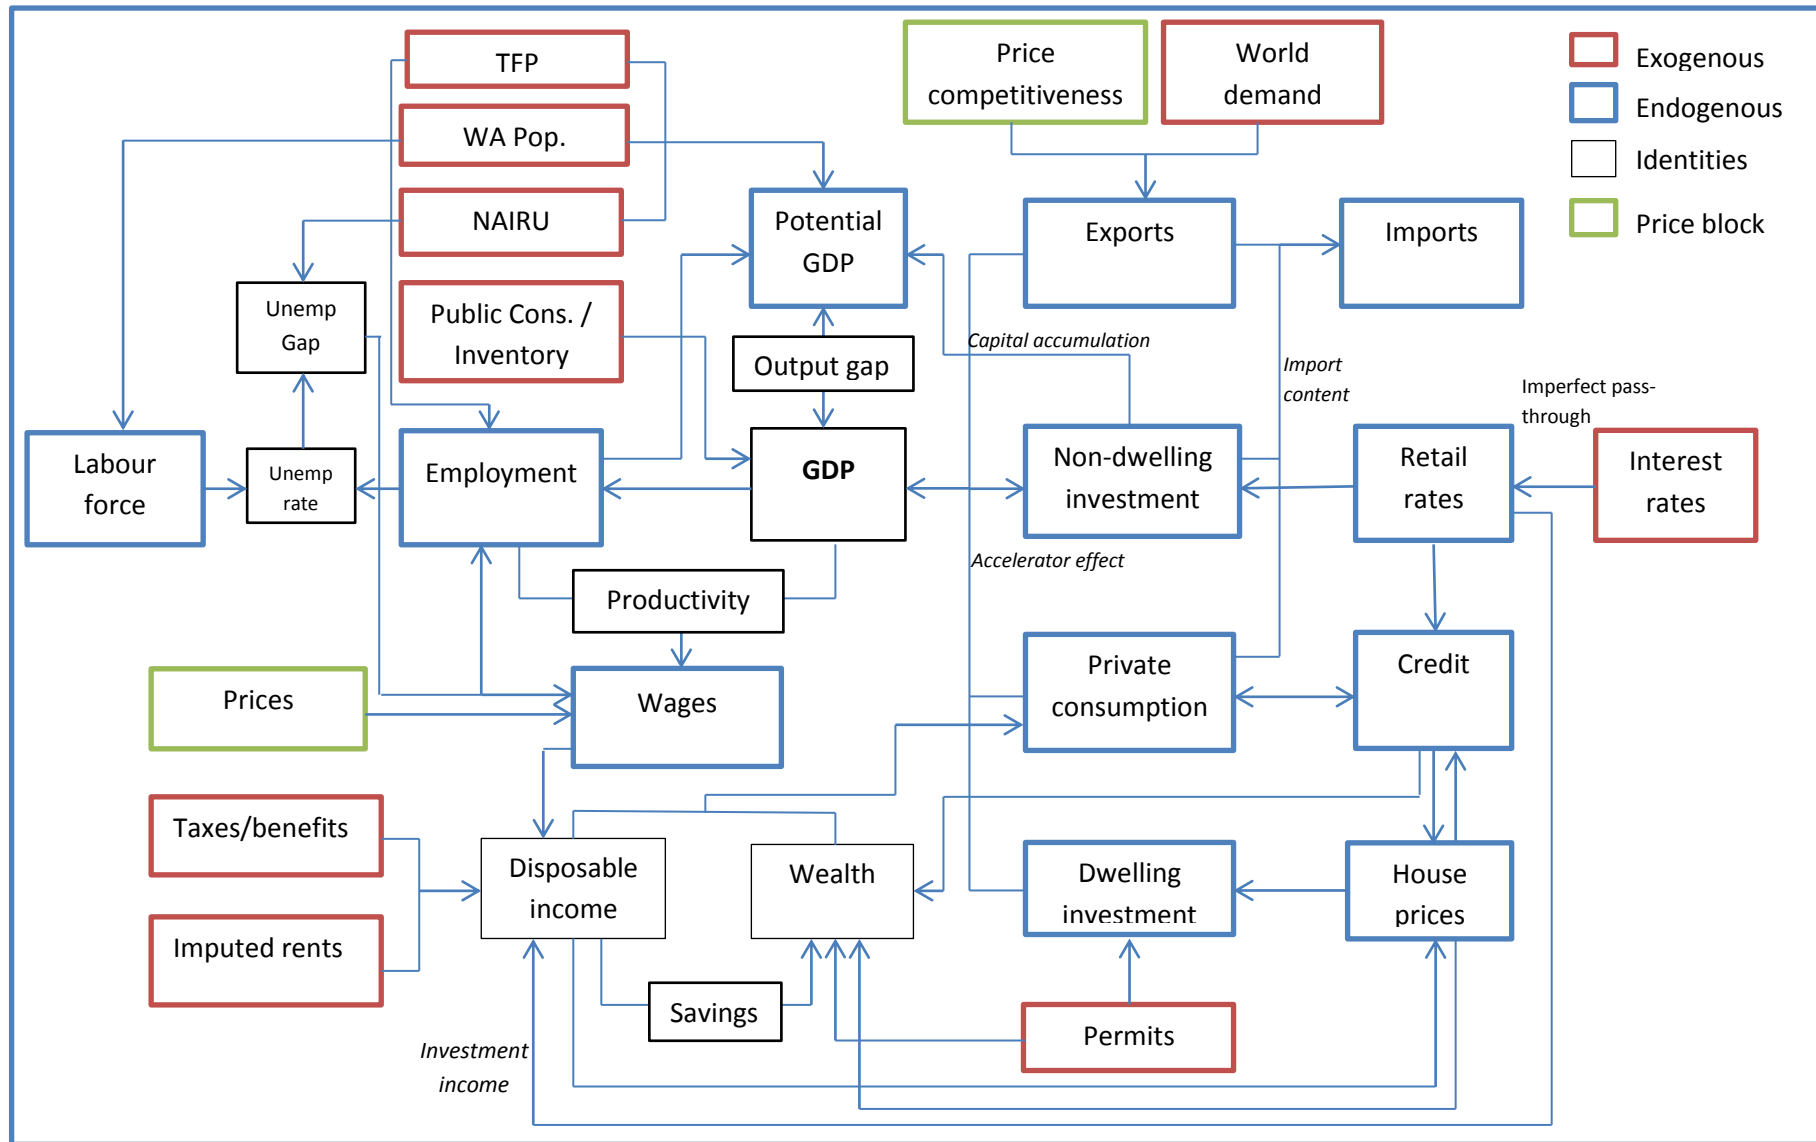 TFP
WA Pop.
NAIRU
Public Cons. /
Inventory
Price
competitiveness
World
demand
Exogenous
Endogenous
Identities
Price block
Potential
GDP
Exports
Imports
Unemp
Gap
Output gap
Capital accumulation
Import
content
Imperfect pass-
through
Labour
force
Unemp
rate
Employment
GDP
Non-dwelling
investment
Retail
rates
Interest
rates
Accelerator effect
Productivity
Prices
Wages
Private
consumption
Credit
Taxes/benefits
Imputed rents
Disposable
income
Wealth
Dwelling
investment
House
prices
Savings
Permits
Investment
income